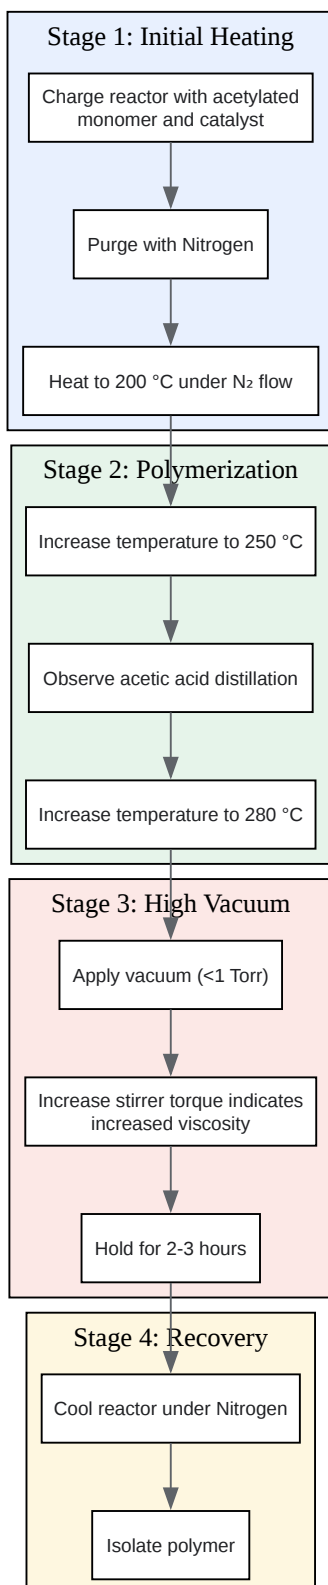 Stage 1: Initial Heating
Charge reactor with acetylated
monomer and catalyst
Purge with Nitrogen
Heat to 200 °C under N₂ flow
Stage 2: Polymerization
Increase temperature to 250 °C
Observe acetic acid distillation
Increase temperature to 280 °C
Stage 3: High Vacuum
Apply vacuum (<1 Torr)
Increase stirrer torque indicates
increased viscosity
Hold for 2-3 hours
Stage 4: Recovery
Cool reactor under Nitrogen
Isolate polymer